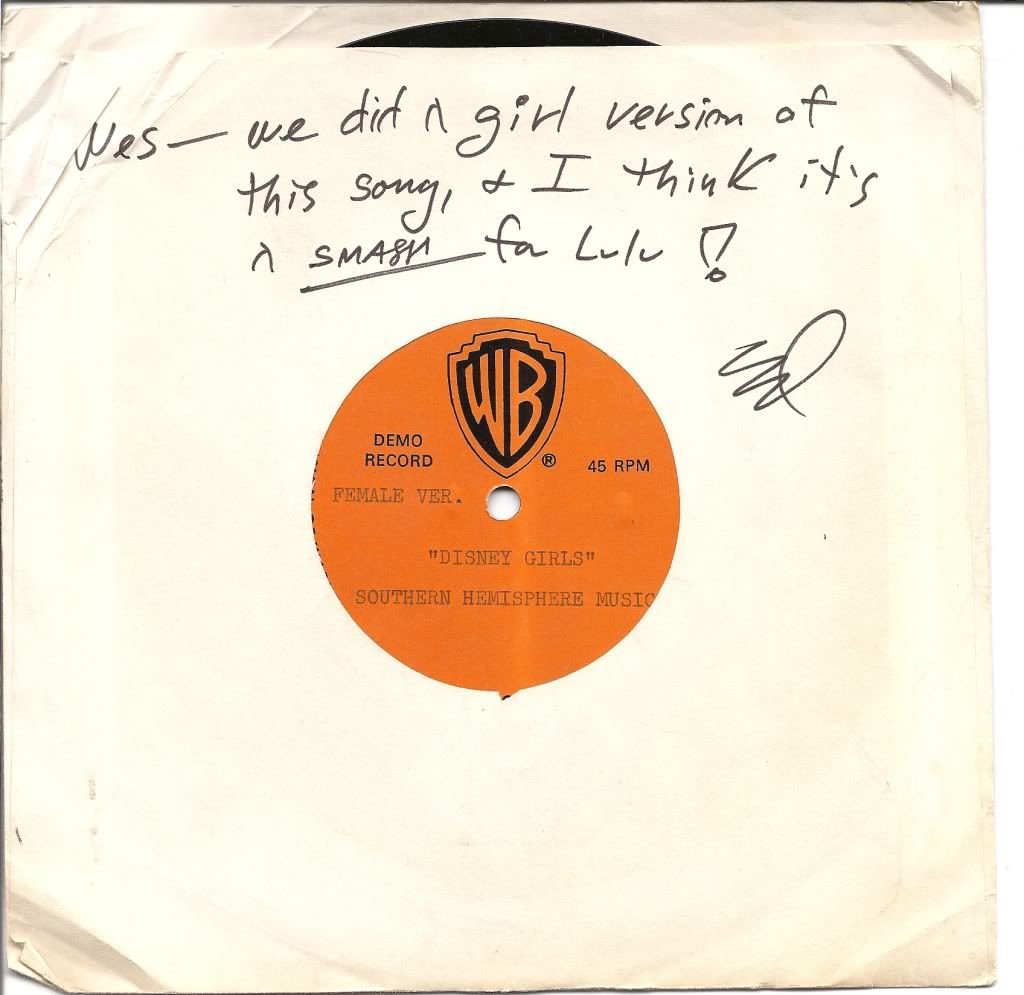 Wes— we did a girl version of
this song, & I think it's
a SMASH for Lulu!
WB
®
DEMO
RECORD
45 RPM
FEMALE VER.
"DISNEY GIRLS"
SOUTHERN HEMISPHERE MUSIC